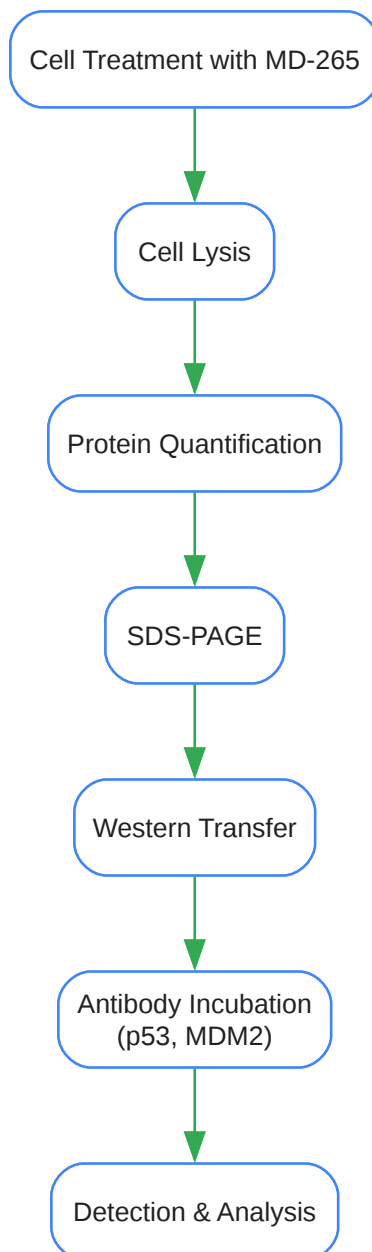 Cell Treatment with MD-265
Cell Lysis
Protein Quantification
SDS-PAGE
Western Transfer
Antibody Incubation
(p53, MDM2)
Detection & Analysis